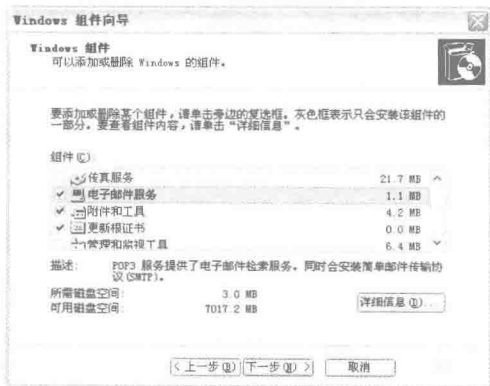 Windows 组件向导
Windows 组件
可以添加或删除 Windows 的组件。
要添加或删除某个组件，请单击旁边的复选框。灰色框表示只会安装该组件的
一部分。要查看组件内容，请单击“详细信息”。
组件(C):
传真服务 21.7 MB
电子邮件服务 1.1 MB
附件和工具 4.2 MB
更新根证书 0.0 MB
管理和监视工具 6.4 MB
描述: POP3 服务提供了电子邮件检索服务。同时会安装简单邮件传输协
议(SMTP)。
所需磁盘空间: 3.0 MB
可用磁盘空间: 7017.2 MB
详细信息(D)...
< 上一步(B)
下一步(N) >
取消